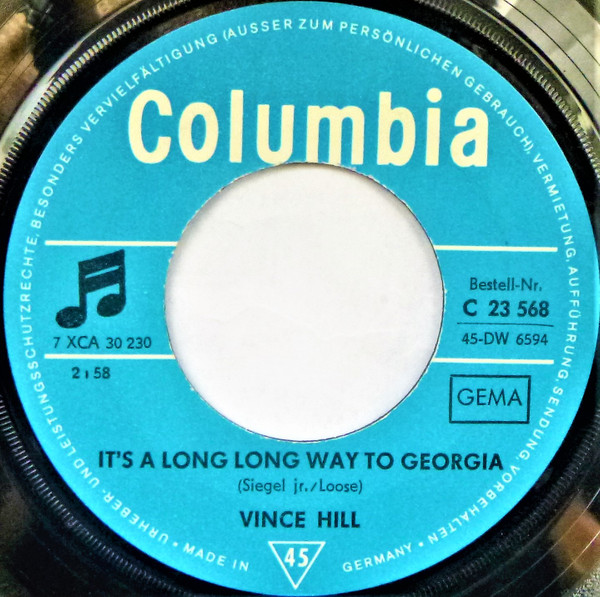 URHEBER- UND LEISTUNGSSCHUTZRECHTE, BESONDERS VERVIELFÄLTIGUNG (AUSSER ZUM PERSÖNLICHEN GEBRAUCH), VERMIETUNG, AUFFÜHRUNG, SENDUNG VORBEHALTEN
Columbia
7 XCA 30 230
2:58
Bestell-Nr.
C 23 568
45-DW 6594
GEMA
IT'S A LONG LONG WAY TO GEORGIA
(Siegel jr./Loose)
VINCE HILL
• MADE IN 45 GERMANY •